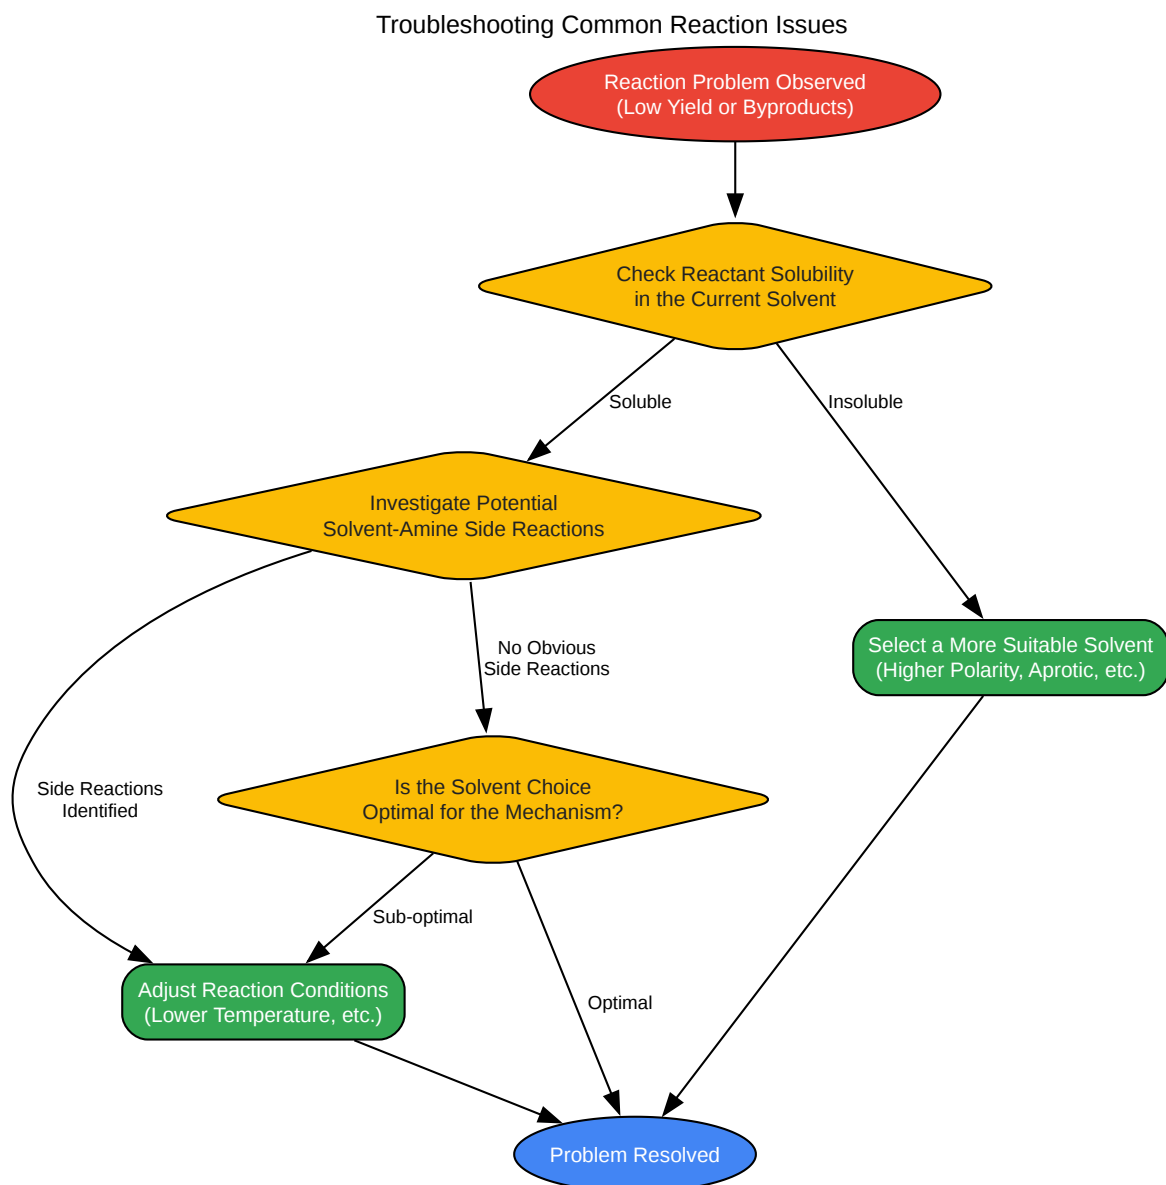 Troubleshooting Common Reaction Issues
Reaction Problem Observed
(Low Yield or Byproducts)
Check Reactant Solubility
in the Current Solvent
Soluble
Insoluble
Investigate Potential
Solvent-Amine Side Reactions
No Obvious
Side Reactions
Select a More Suitable Solvent
(Higher Polarity, Aprotic, etc.)
Side Reactions
Identified
Is the Solvent Choice
Optimal for the Mechanism?
Sub-optimal
Optimal
Adjust Reaction Conditions
(Lower Temperature, etc.)
Problem Resolved